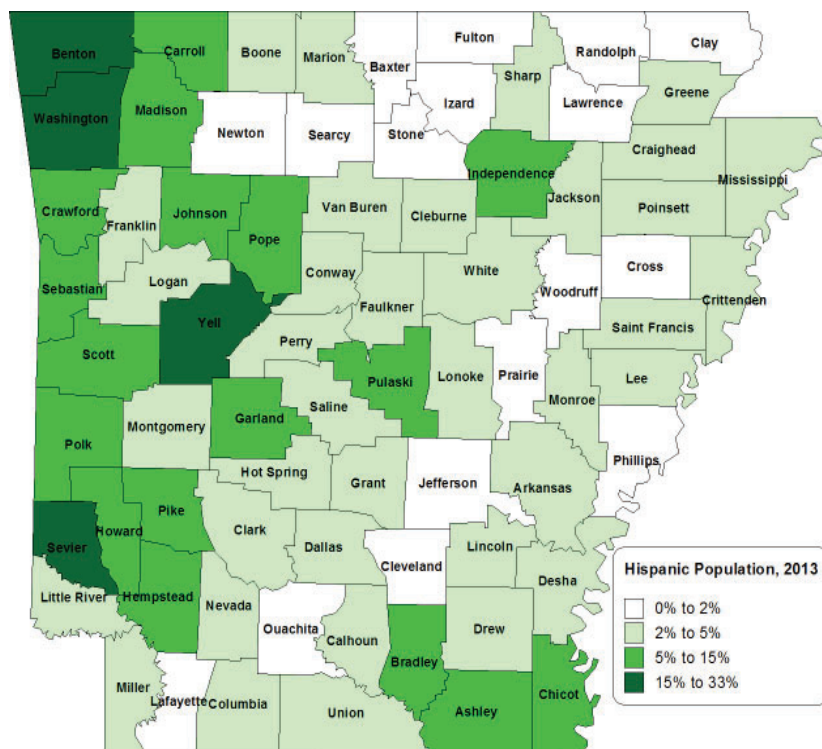 Fulton
Randolph
Clay
Benton
Carroll
Boone
Marion
Baxter
Sharp
Izard
Lawrence
Greene
Washington
Madison
Newton
Searcy
Stone
Independence
Craighead
Mississippi
Crawford
Franklin
Johnson
Pope
Van Buren
Cleburne
Jackson
Poinsett
Sebastian
Logan
Conway
White
Woodruff
Cross
Crittenden
Faulkner
Yell
Saint Francis
Scott
Perry
Pulaski
Lonoke
Prairie
Lee
Monroe
Montgomery
Garland
Saline
Polk
Hot Spring
Grant
Jefferson
Arkansas
Phillips
Pike
Howard
Clark
Sevier
Dallas
Cleveland
Lincoln
Desha
Little River
Hempstead
Nevada
Ouachita
Calhoun
Bradley
Drew
Miller
Lafayette
Columbia
Union
Ashley
Chicot
Hispanic Population, 2013
0% to 2%
2% to 5%
5% to 15%
15% to 33%